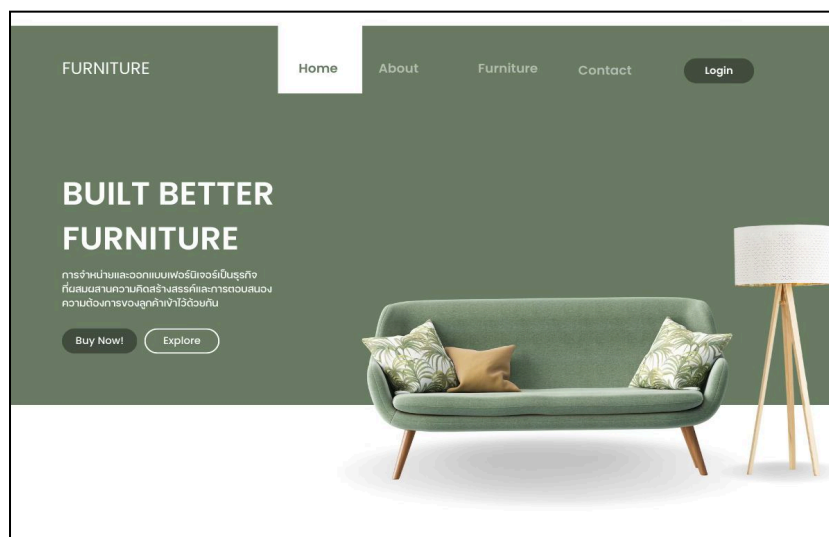 FURNITURE
Home
About
Furniture
Contact
Login
BUILT BETTER
FURNITURE
การจำหน่ายและออกแบบเฟอร์นิเจอร์เป็นธุรกิจ
ที่ผสมผสานความคิดสร้างสรรค์และการตอบสนอง
ความต้องการของลูกค้าเข้าไว้ด้วยกัน
Buy Now!
Explore